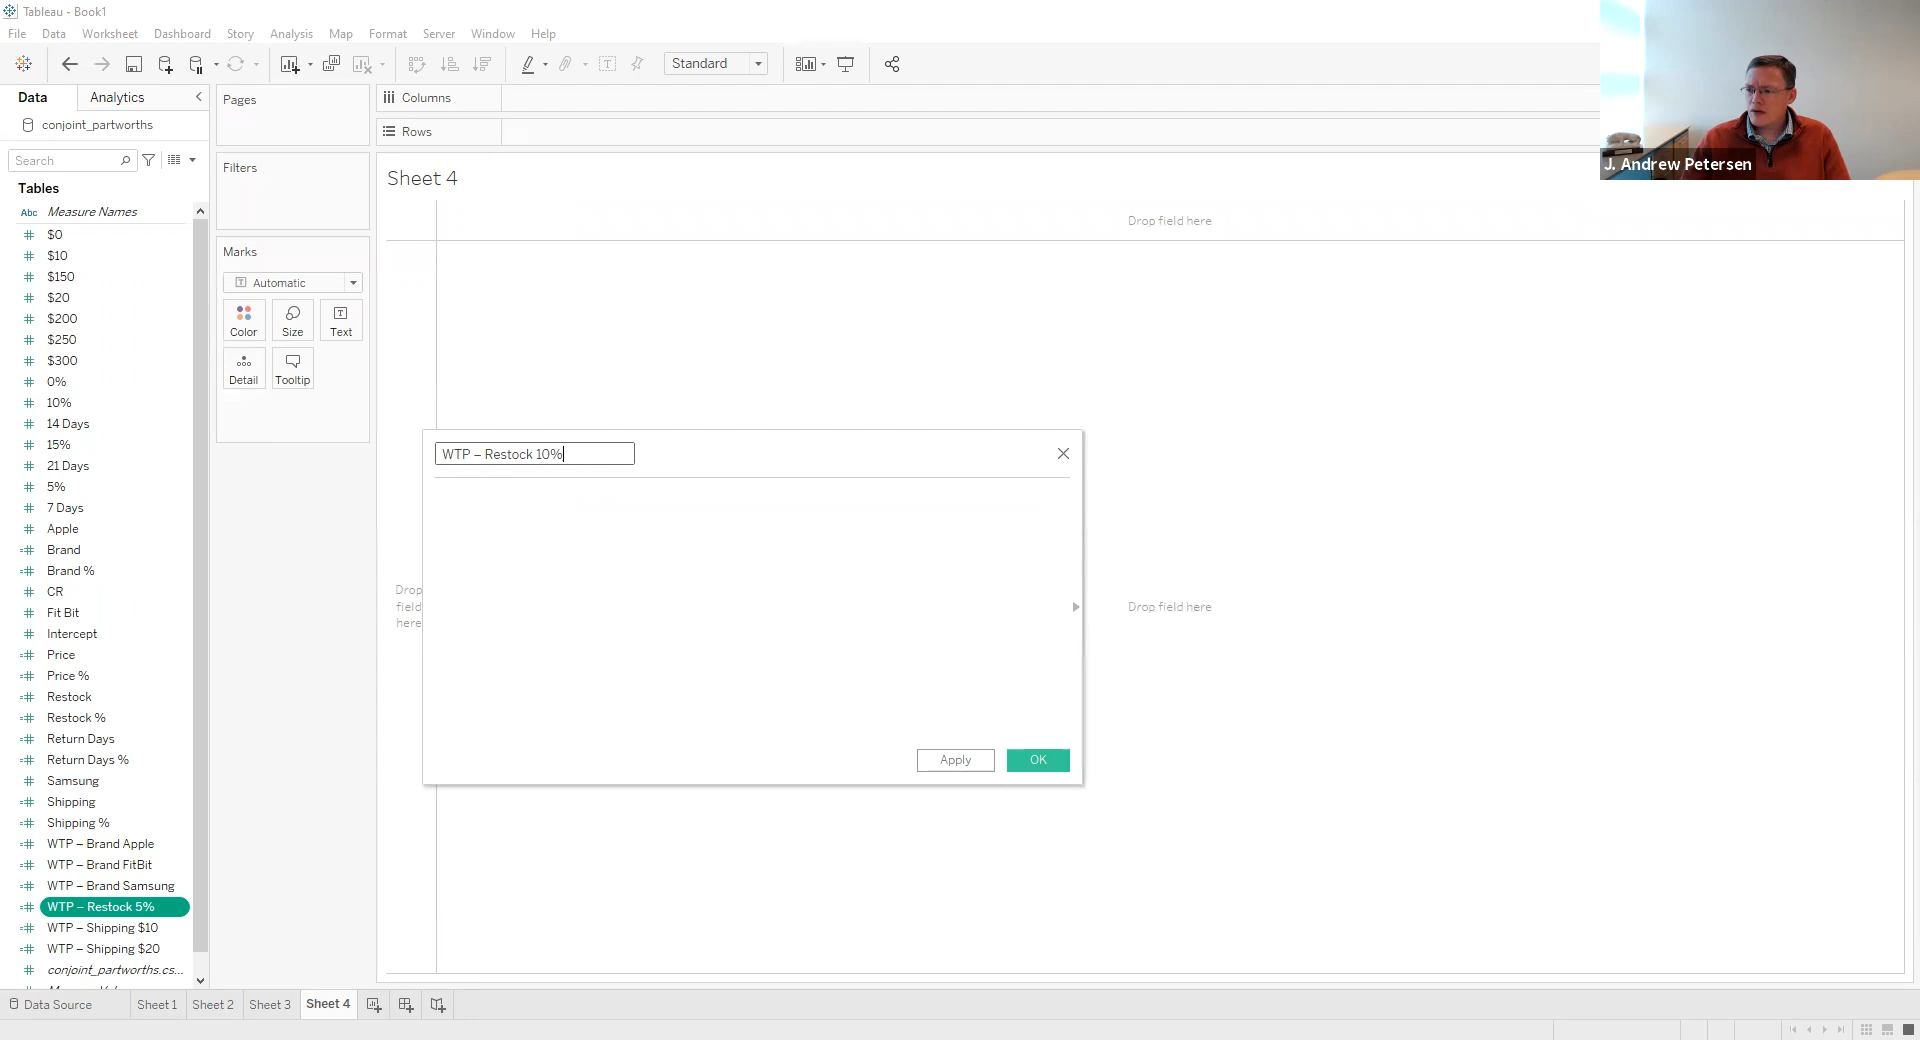 Tableau - Book1
File Data Worksheet Dashboard Story Analysis Map Format Server Window Help
Standard
Data Analytics
conjoint_partworths
Search
Tables
Abc Measure Names
$0
$10
$150
$20
$200
$250
$300
0%
10%
14 Days
15%
21 Days
5%
7 Days
Apple
Brand
Brand %
CR
Fit Bit
Intercept
Price
Price %
Restock
Restock %
Return Days
Return Days %
Samsung
Shipping
Shipping %
WTP – Brand Apple
WTP – Brand FitBit
WTP – Brand Samsung
WTP – Restock 5%
WTP – Shipping $10
WTP – Shipping $20
conjoint_partworths.cs...
Pages
Filters
Marks
Automatic
Color Size Text
Detail Tooltip
Columns
Rows
Sheet 4
Drop field here
Drop
field
here
Drop field here
WTP – Restock 10%
Apply OK
J. Andrew Petersen
Data Source Sheet 1 Sheet 2 Sheet 3 Sheet 4